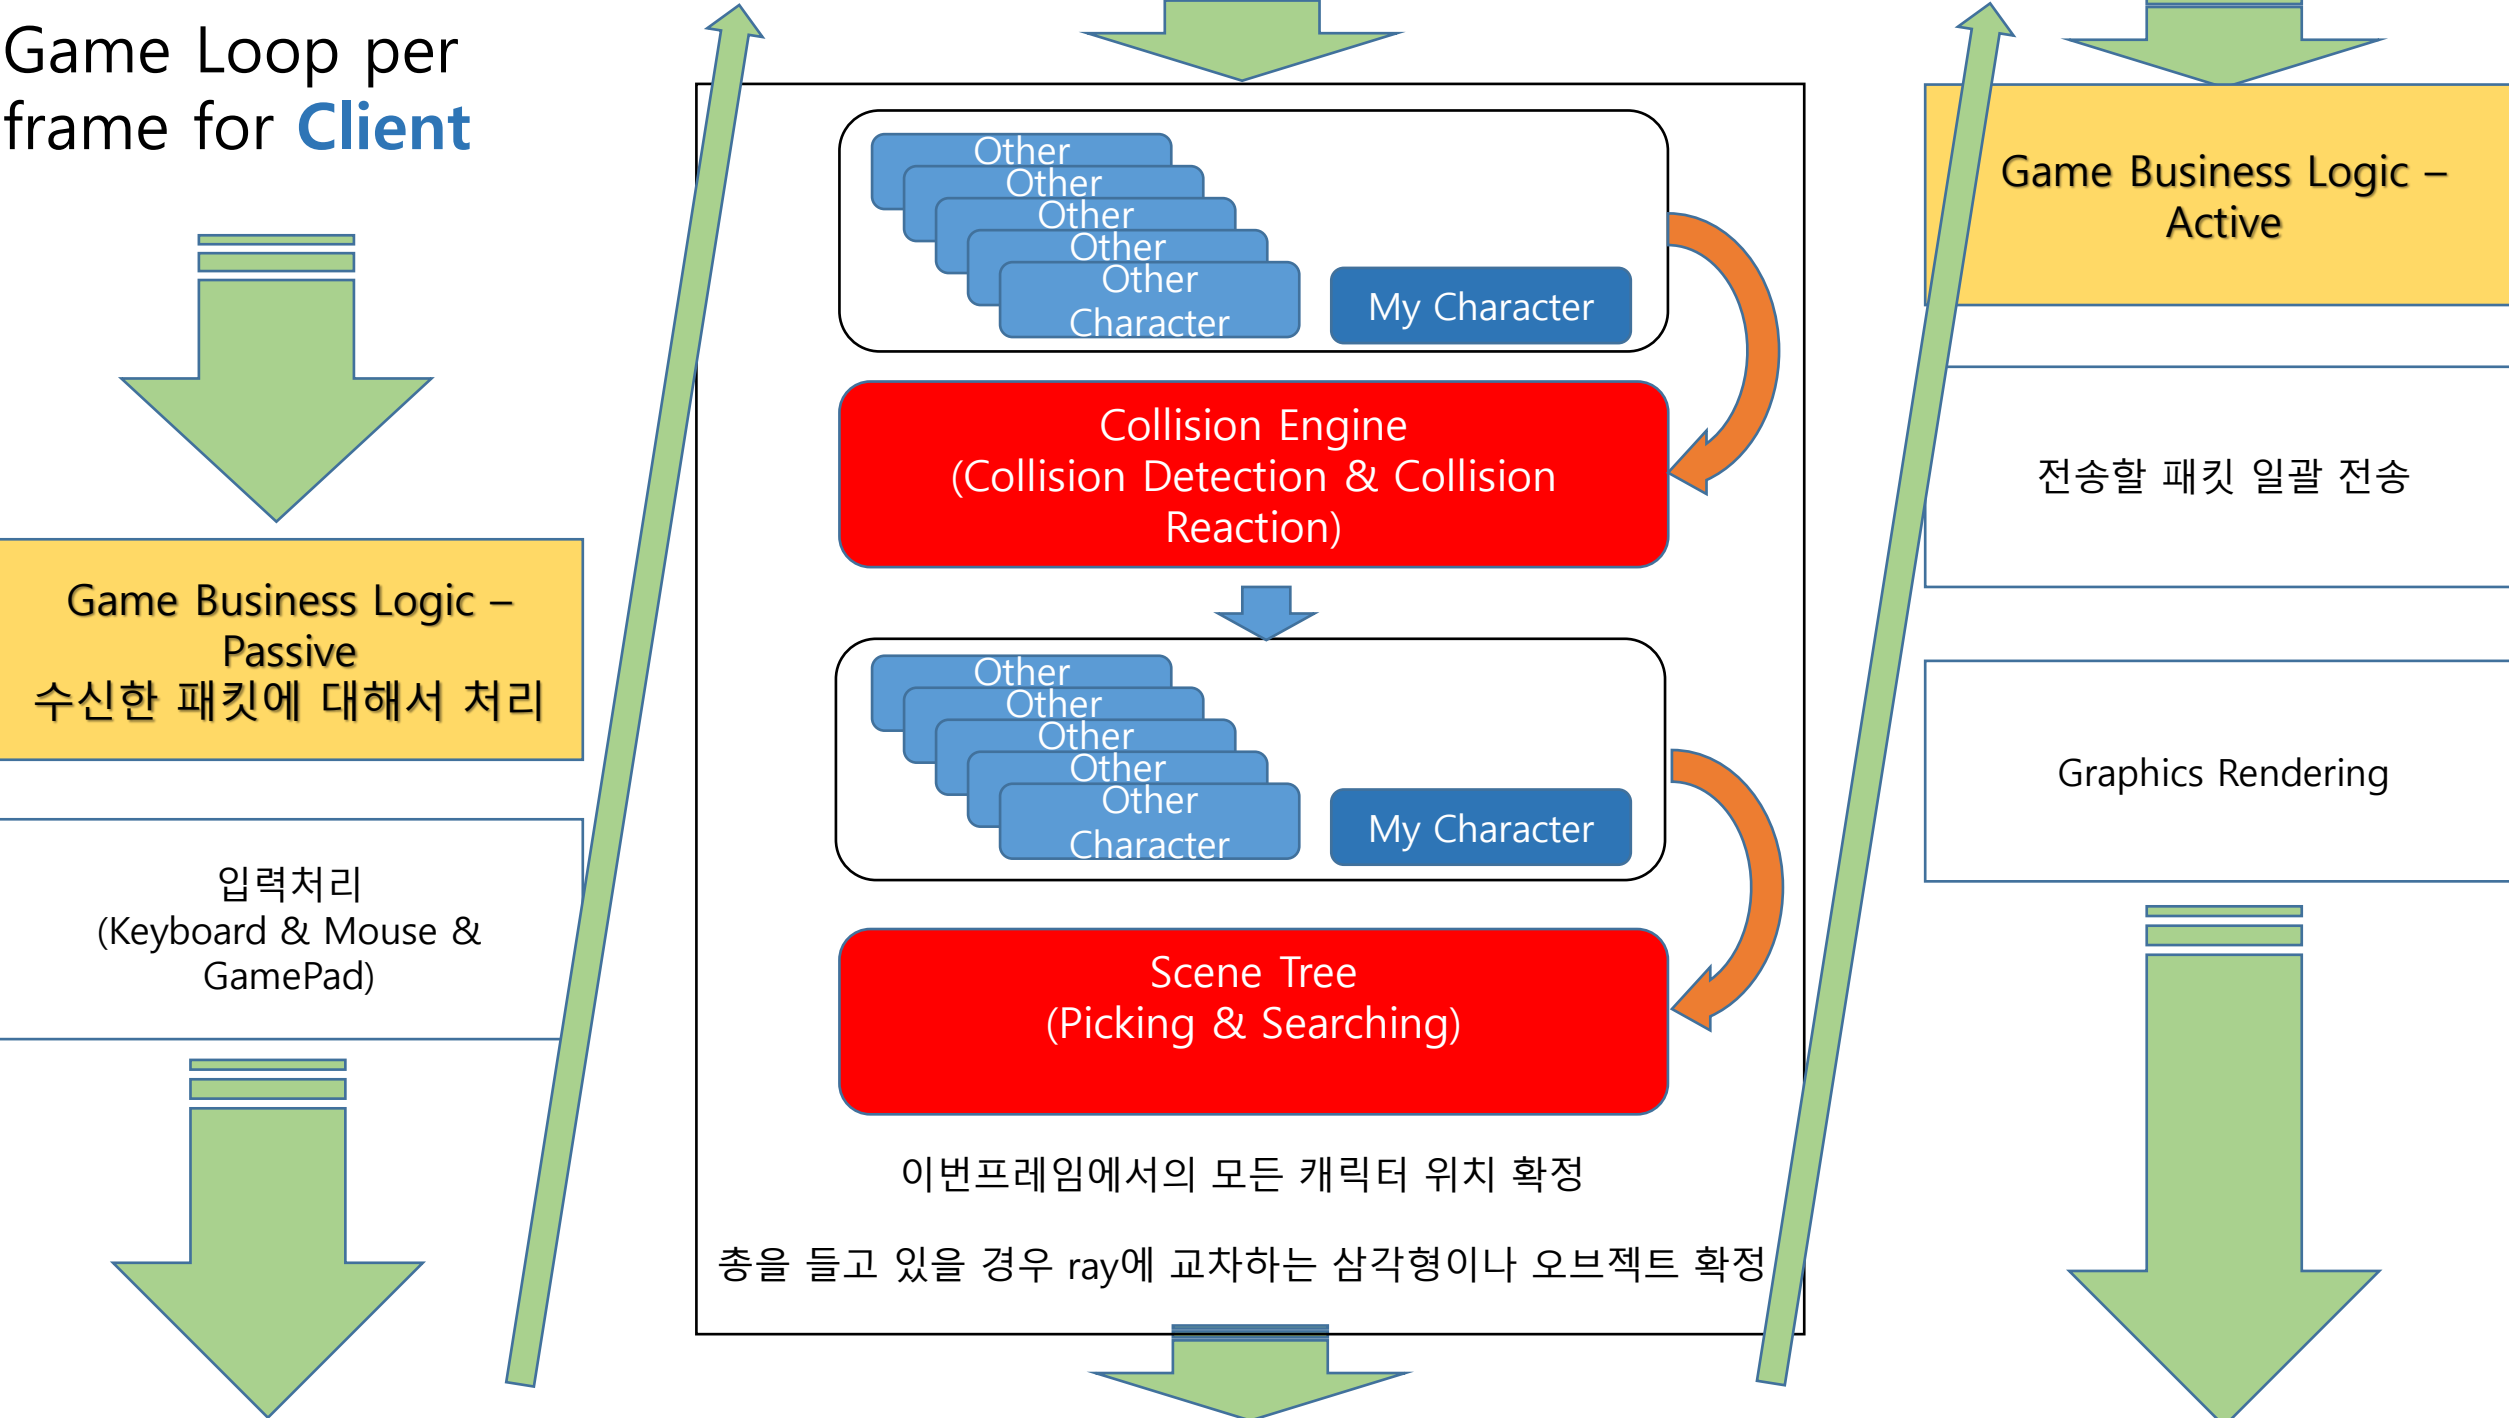 Game Loop per
frame for Client
Game Business Logic –
Passive
수신한 패킷에 대해서 처리
입력처리
(Keyboard & Mouse &
GamePad)
Other
Other
Other
Other
Other
Character
My Character
Collision Engine
(Collision Detection & Collision
Reaction)
Other
Other
Other
Other
Other
Character
My Character
Scene Tree
(Picking & Searching)
이번프레임에서의 모든 캐릭터 위치 확정
총을 들고 있을 경우 ray에 교차하는 삼각형이나 오브젝트 확정
Game Business Logic –
Active
전송할 패킷 일괄 전송
Graphics Rendering